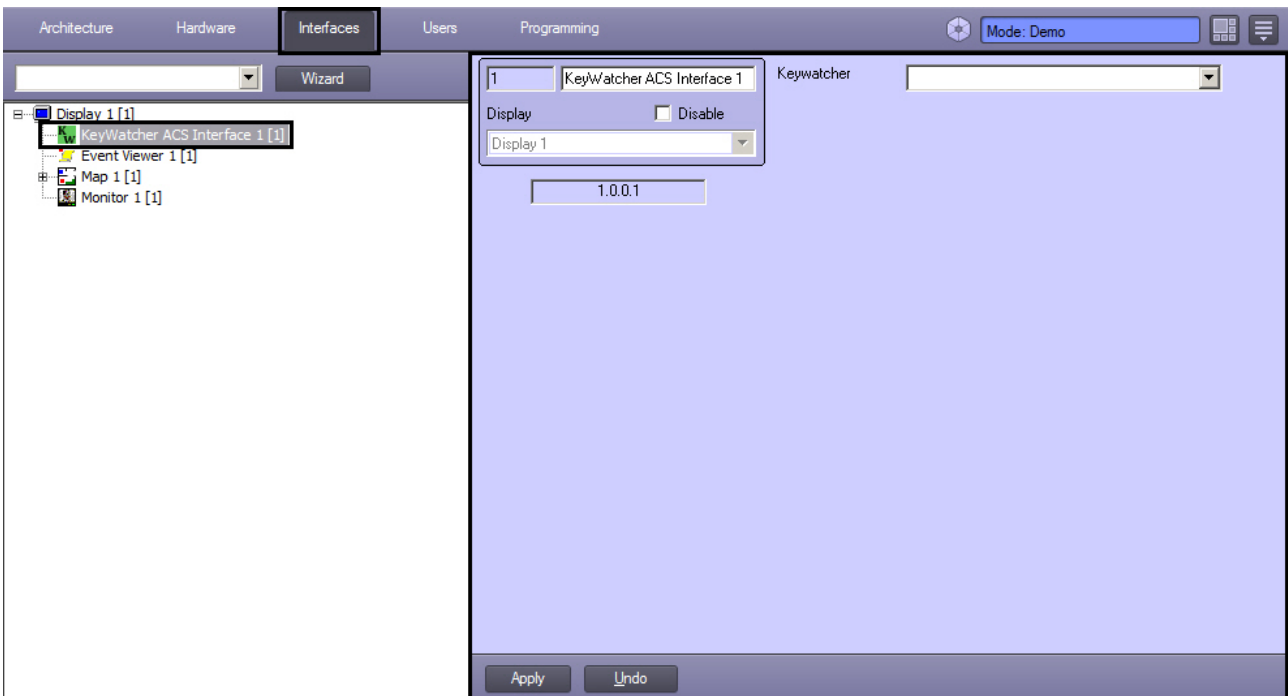 Architecture Hardware Interfaces Users Programming Mode: Demo
Wizard
Display 1 [1]
KeyWatcher ACS Interface 1 [1]
Event Viewer 1 [1]
Map 1 [1]
Monitor 1 [1]
1 KeyWatcher ACS Interface 1 Keywatcher
Display Disable
Display 1
1.0.0.1
Apply Undo